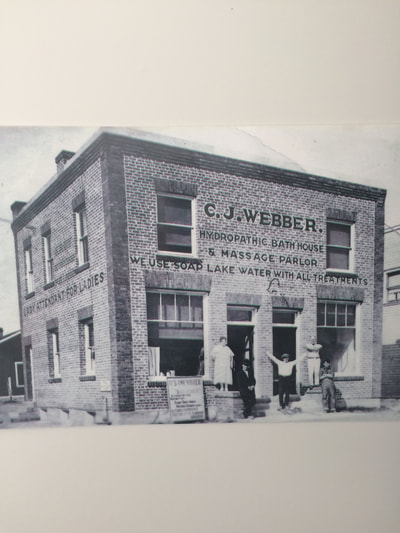 C.J. WEBBER.
HYDROPATHIC BATH HOUSE
& MASSAGE PARLOR
WE USE SOAP LAKE WATER WITH ALL TREATMENTS
LADY ATTENDANT FOR LADIES